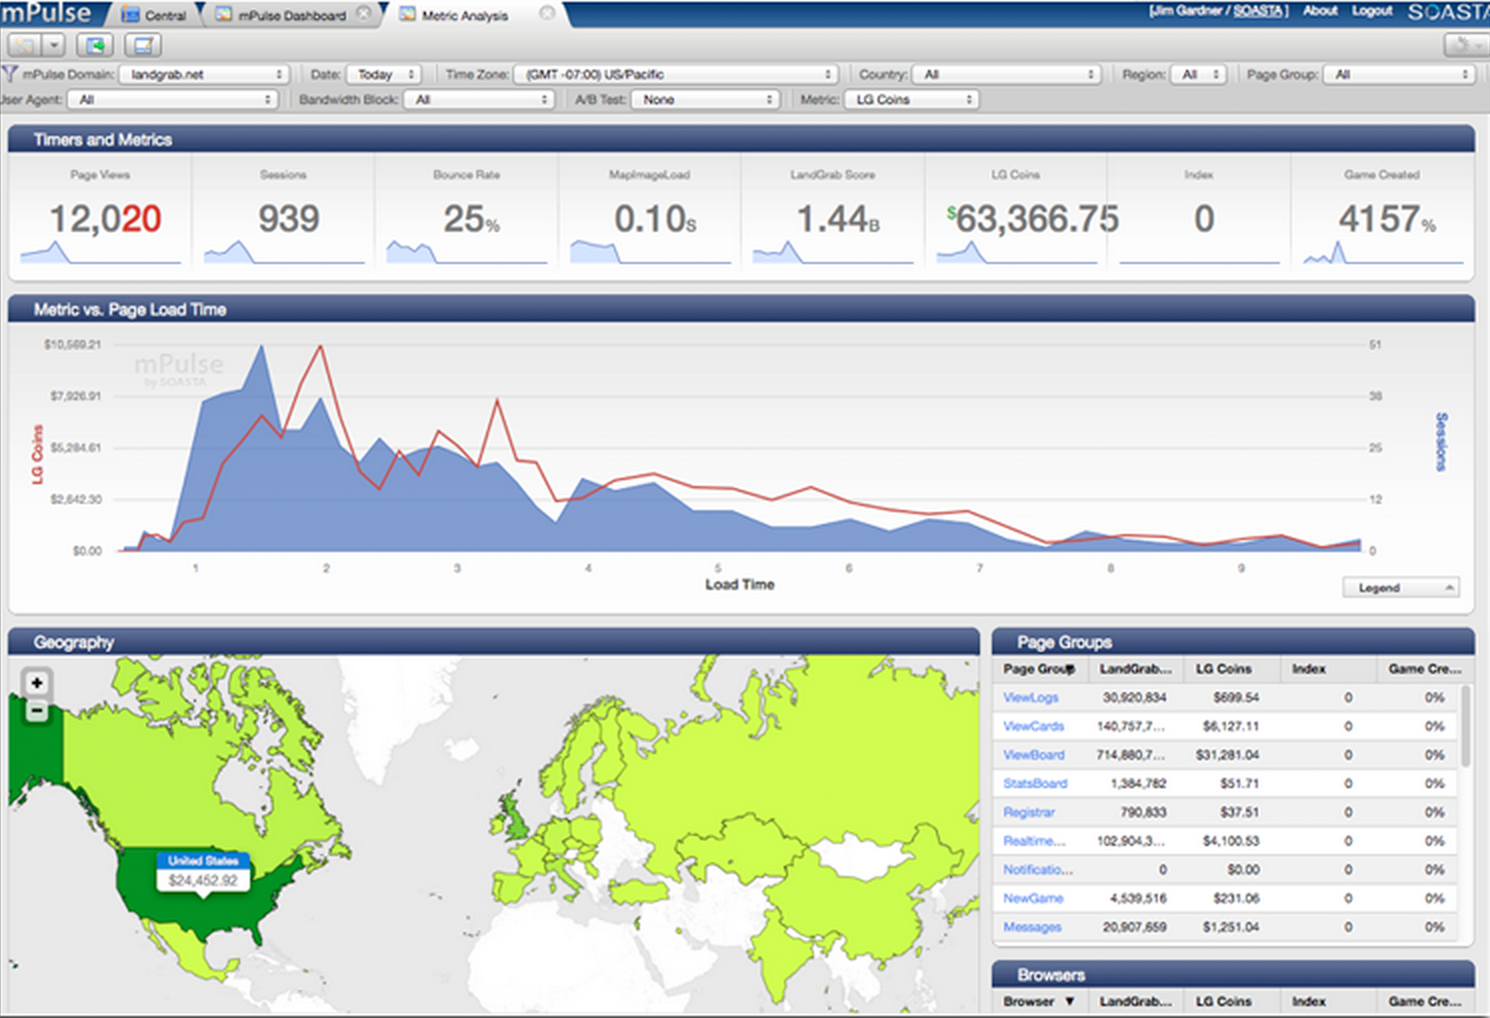 mPulse Central mPulse Dashboard Metric Analysis [Jim Gardner / SOASTA] About Logout SOASTA
mPulse Domain: landgrab.net Date: Today Time Zone: (GMT -07:00) US/Pacific Country: All Region: All Page Group: All
User Agent: All Bandwidth Block: All A/B Test: None Metric: LG Coins
Timers and Metrics
Page Views Sessions Bounce Rate MapImageLoad LandGrab Score LG Coins Index Game Created
12,020 939 25% 0.10s 1.44B $63,366.75 0 4157%
Metric vs. Page Load Time
$10,569.21 51
mPulse
by SOASTA
$7,926.91 38
$5,284.61 25
LG Coins
Sessions
$2,642.30 12
$0.00 0
1 2 3 4 5 6 7 8 9
Load Time
Legend
Geography
+
−
United States
$24,452.92
Page Groups
Page Group LandGrab... LG Coins Index Game Cre...
ViewLogs 30,920,834 $699.54 0 0%
ViewCards 140,757,7... $6,127.11 0 0%
ViewBoard 714,880,7... $31,281.04 0 0%
StatsBoard 1,384,782 $51.71 0 0%
Registrar 790,833 $37.51 0 0%
Realtime... 102,904,3... $4,100.53 0 0%
Notificatio... 0 $0.00 0 0%
NewGame 4,539,516 $231.06 0 0%
Messages 20,907,659 $1,251.04 0 0%
Browsers
Browser ▼ LandGrab... LG Coins Index Game Cre...